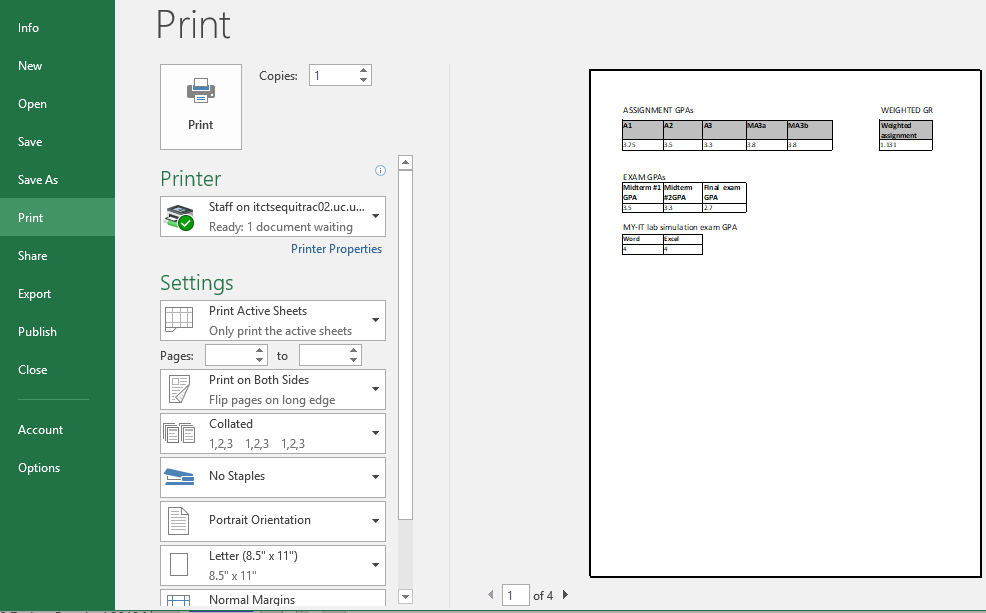 Info
New
Open
Save
Save As
Print
Share
Export
Publish
Close
Account
Options
Print
Print
Copies: 1
Printer
Staff on itctsequitrac02.uc.u...
Ready: 1 document waiting
Printer Properties
Settings
Print Active Sheets
Only print the active sheets
Pages: to
Print on Both Sides
Flip pages on long edge
Collated
1,2,3 1,2,3 1,2,3
No Staples
Portrait Orientation
Letter (8.5" x 11")
8.5" x 11"
Normal Margins
ASSIGNMENT GPAs
A1 A2 A3 MA3a MA3b
3.75 3.5 3.3 3.8 3.8
WEIGHTED GR
Weighted
assignment
1.131
EXAM GPAs
Midterm #1 Midterm Final exam
GPA #2GPA GPA
3.5 3.3 2.7
MY-IT lab simulation exam GPA
Word Excel
4 4
1 of 4